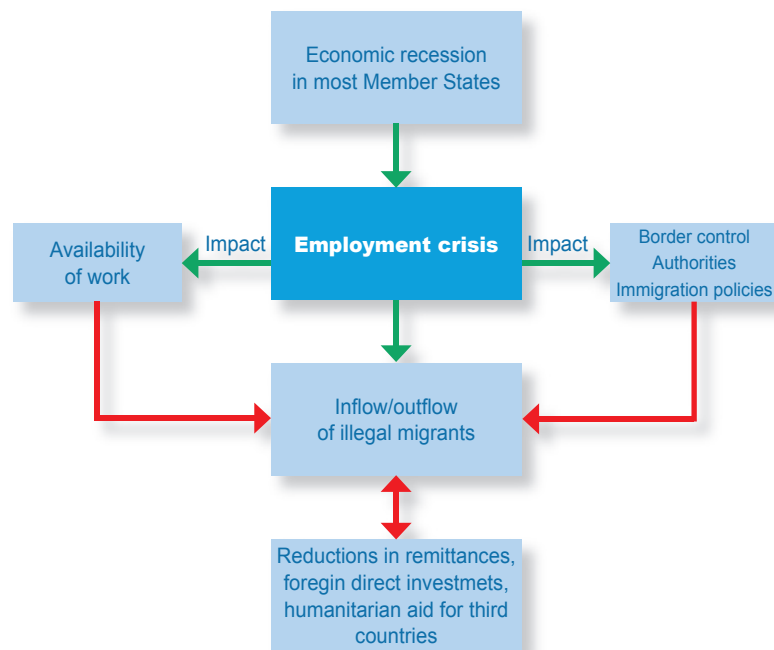 Economic recession
in most Member States
Impact
Employment crisis
Impact
Availability
of work
Border control
Authorities
Immigration policies
Inflow/outflow
of illegal migrants
Reductions in remittances,
foregin direct investmets,
humanitarian aid for third
countries